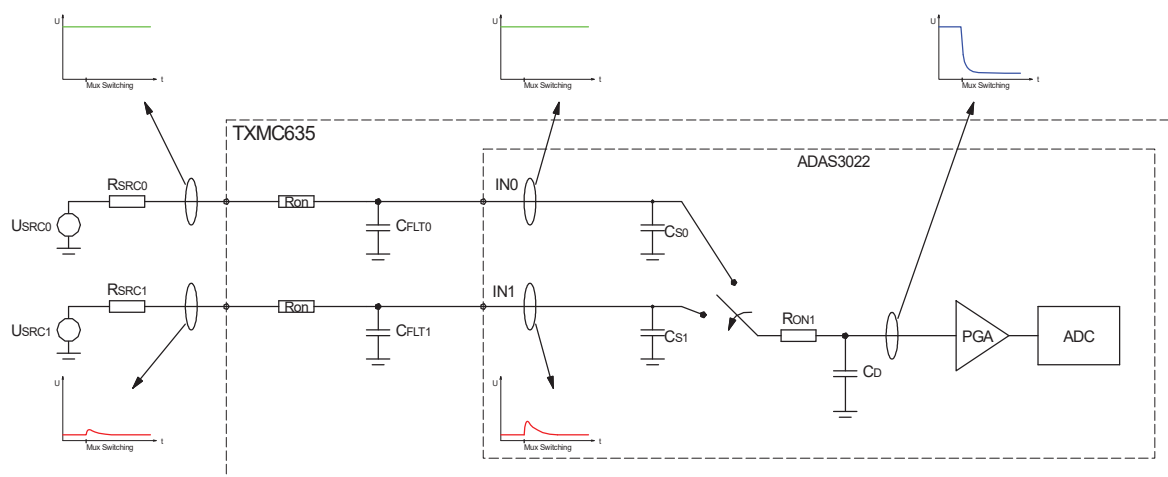 U
t
Mux Switching
U
t
Mux Switching
U
t
Mux Switching
TXMC635
ADAS3022
RSRC0
Ron
IN0
USRC0
CFLT0
CS0
RSRC1
Ron
IN1
USRC1
CFLT1
CS1
RON1
CD
PGA
ADC
U
t
Mux Switching
U
t
Mux Switching